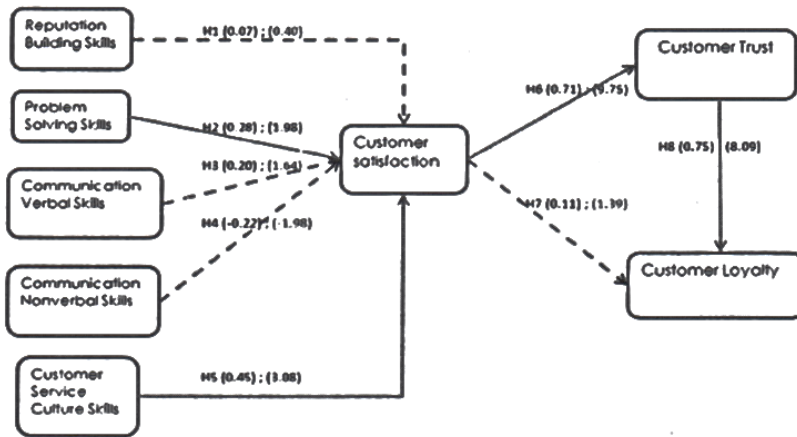 Reputation
Building Skills
H1 (0.07) ; (0.40)
Customer Trust
Problem
Solving Skills
H2 (0.28) ; (1.98)
H6 (0.71) ; (9.75)
Customer
satisfaction
H3 (0.20) ; (1.64)
H8 (0.75) (8.09)
Communication
Verbal Skills
H4 (-0.22) ; (-1.98)
H7 (0.11) ; (1.39)
Customer Loyalty
Communication
Nonverbal Skills
H5 (0.45) ; (3.08)
Customer
Service
Culture Skills